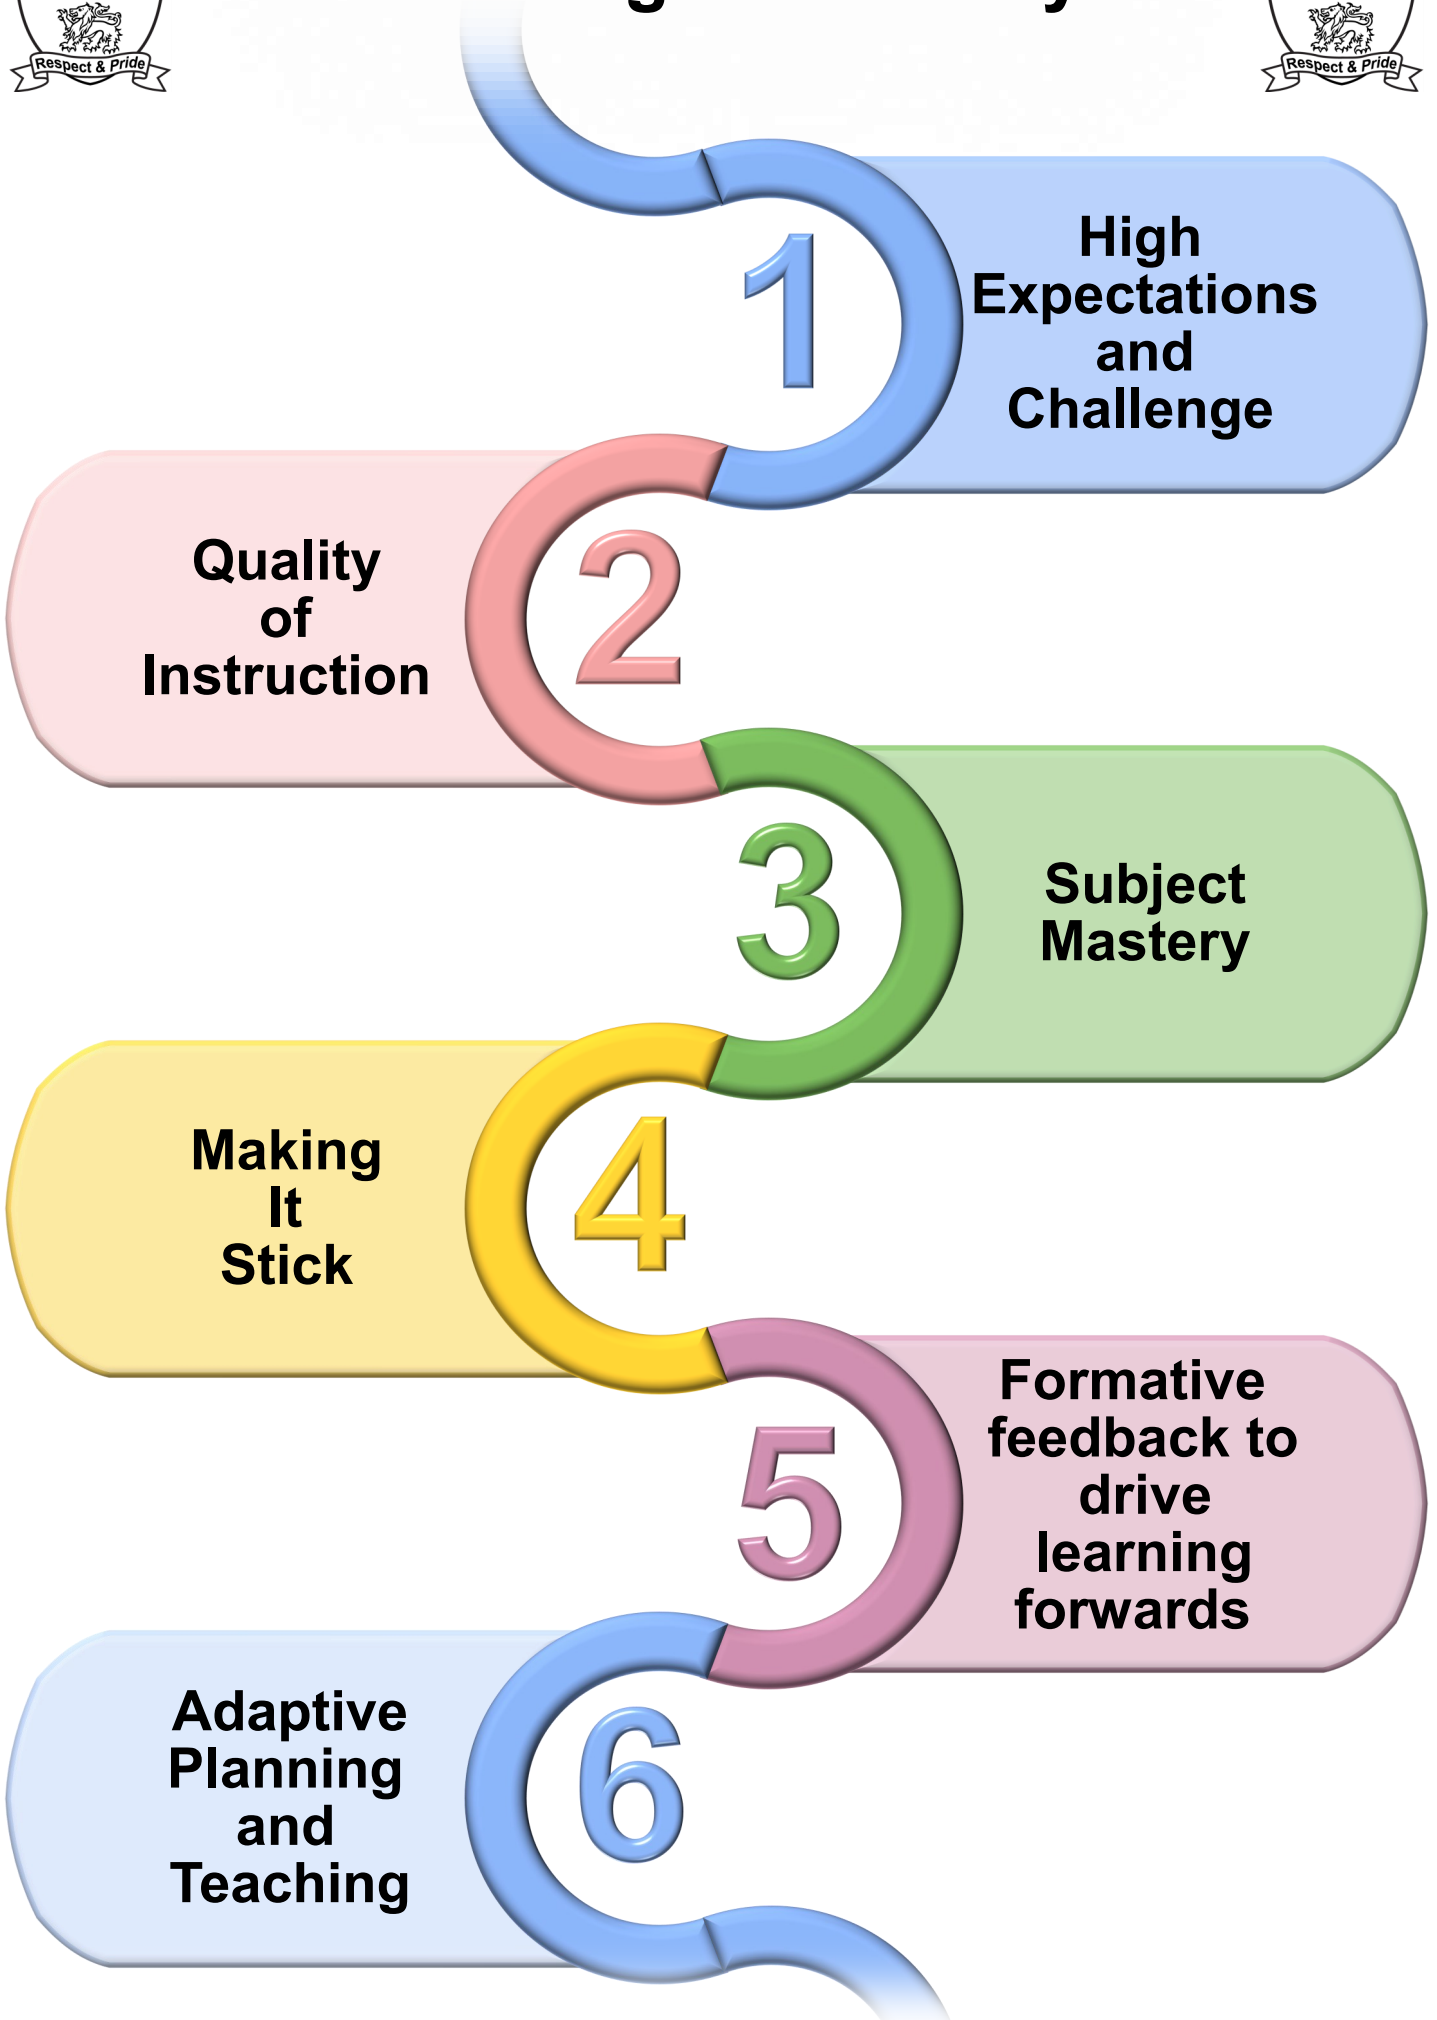 Respect & Pride
Respect & Pride
1
High
Expectations
and
Challenge
2
Quality
of
Instruction
3
Subject
Mastery
4
Making
It
Stick
5
Formative
feedback to
drive
learning
forwards
6
Adaptive
Planning
and
Teaching